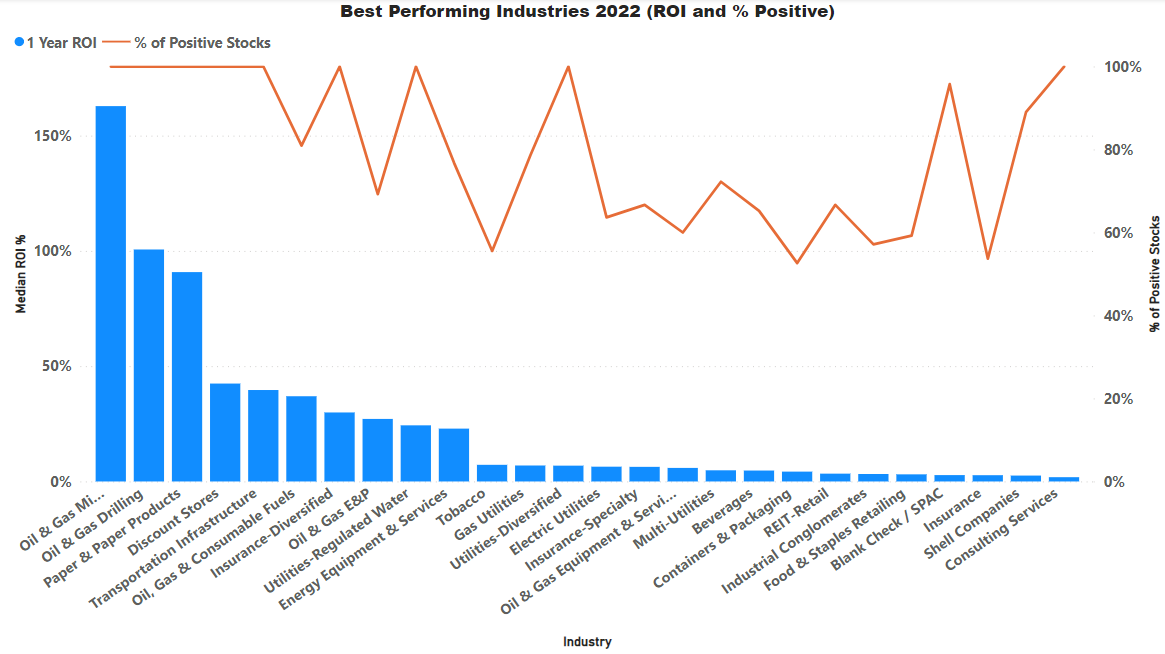 Best Performing Industries 2022 (ROI and % Positive)
1 Year ROI % of Positive Stocks
150%
100%
50%
0%
Median ROI %
100%
80%
60%
40%
20%
0%
% of Positive Stocks
Oil & Gas Mi...
Oil & Gas Drilling
Paper & Paper Products
Discount Stores
Transportation Infrastructure
Oil, Gas & Consumable Fuels
Insurance-Diversified
Oil & Gas E&P
Utilities-Regulated Water
Energy Equipment & Services
Tobacco
Gas Utilities
Utilities-Diversified
Electric Utilities
Insurance-Specialty
Oil & Gas Equipment & Servi...
Multi-Utilities
Beverages
Containers & Packaging
REIT-Retail
Industrial Conglomerates
Food & Staples Retailing
Blank Check / SPAC
Insurance
Shell Companies
Consulting Services
Industry